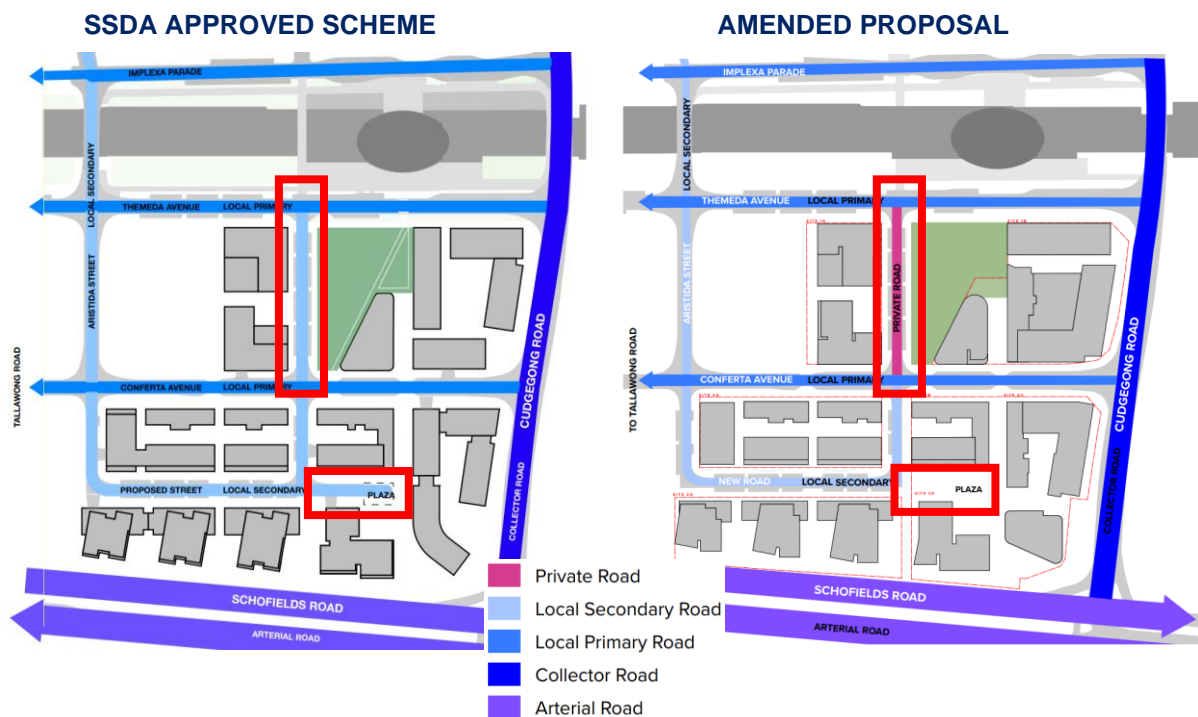 SSDA APPROVED SCHEME
AMENDED PROPOSAL
IMPLEXA PARADE
LOCAL SECONDARY
THEMEDA AVENUE LOCAL PRIMARY
ARISTIDA STREET
TALLAWONG ROAD
CONFERTA AVENUE LOCAL PRIMARY
CUDGEGONG ROAD
COLLECTOR ROAD
PROPOSED STREET LOCAL SECONDARY
PLAZA
SCHOFIELDS ROAD
ARTERIAL ROAD
IMPLEXA PARADE
LOCAL SECONDARY
THEMEDA AVENUE LOCAL PRIMARY
ARISTIDA STREET
PRIVATE ROAD
TO TALLAWONG ROAD
CONFERTA AVENUE LOCAL PRIMARY
CUDGEGONG ROAD
COLLECTOR ROAD
NEW ROAD LOCAL SECONDARY
PLAZA
SCHOFIELDS ROAD
ARTERIAL ROAD
Private Road
Local Secondary Road
Local Primary Road
Collector Road
Arterial Road